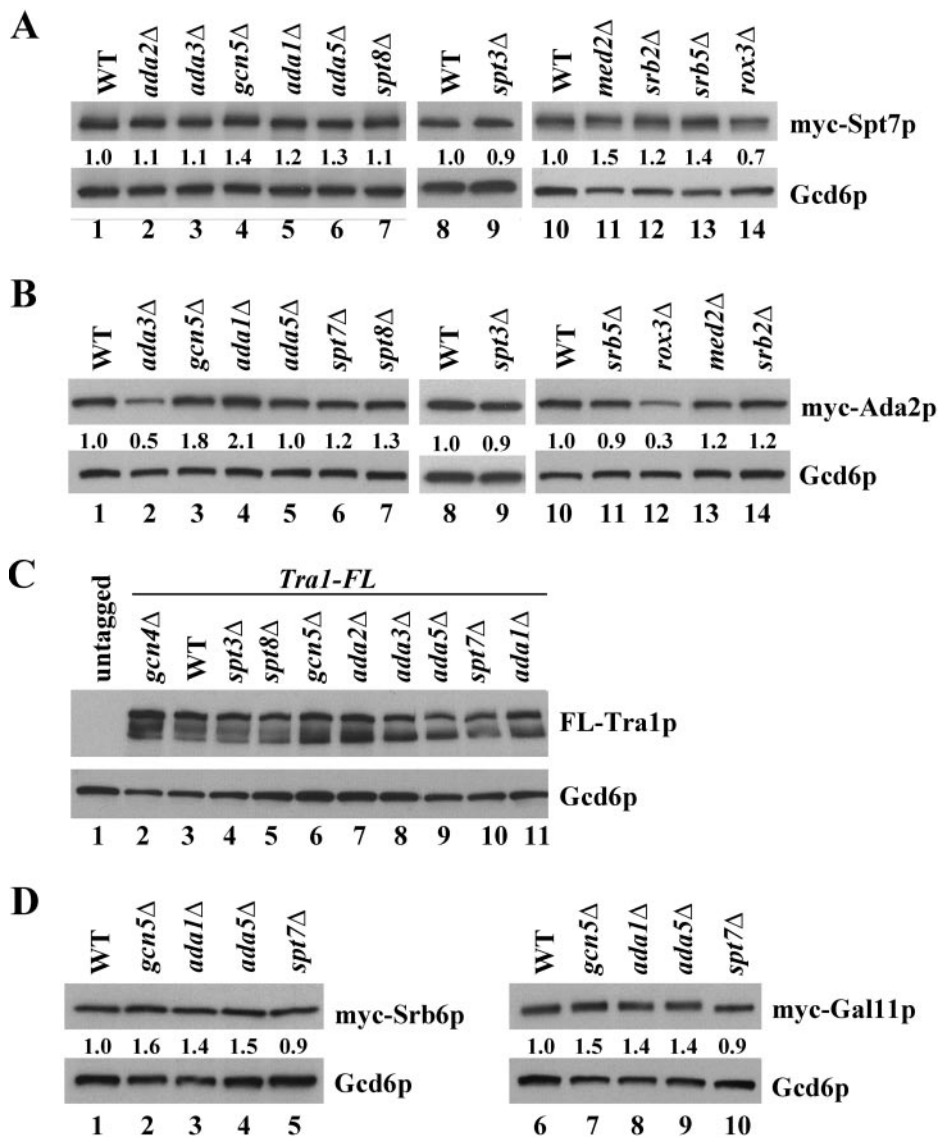 A
WT ada2Δ ada3Δ gcn5Δ ada1Δ ada5Δ spt8Δ WT spt3Δ WT med2Δ srb2Δ srb5Δ rox3Δ
myc-Spt7p
1.0 1.1 1.1 1.4 1.2 1.3 1.1 1.0 0.9 1.0 1.5 1.2 1.4 0.7
Gcd6p
1 2 3 4 5 6 7 8 9 10 11 12 13 14
B
WT ada3Δ gcn5Δ ada1Δ ada5Δ spt7Δ spt8Δ WT spt3Δ WT srb5Δ rox3Δ med2Δ srb2Δ
myc-Ada2p
1.0 0.5 1.8 2.1 1.0 1.2 1.3 1.0 0.9 1.0 0.9 0.3 1.2 1.2
Gcd6p
1 2 3 4 5 6 7 8 9 10 11 12 13 14
C
Tra1-FL
untagged gcn4Δ WT spt3Δ spt8Δ gcn5Δ ada2Δ ada3Δ ada5Δ spt7Δ ada1Δ
FL-Tra1p
Gcd6p
1 2 3 4 5 6 7 8 9 10 11
D
WT gcn5Δ ada1Δ ada5Δ spt7Δ WT gcn5Δ ada1Δ ada5Δ spt7Δ
myc-Srb6p myc-Gal11p
1.0 1.6 1.4 1.5 0.9 1.0 1.5 1.4 1.4 0.9
Gcd6p Gcd6p
1 2 3 4 5 6 7 8 9 10